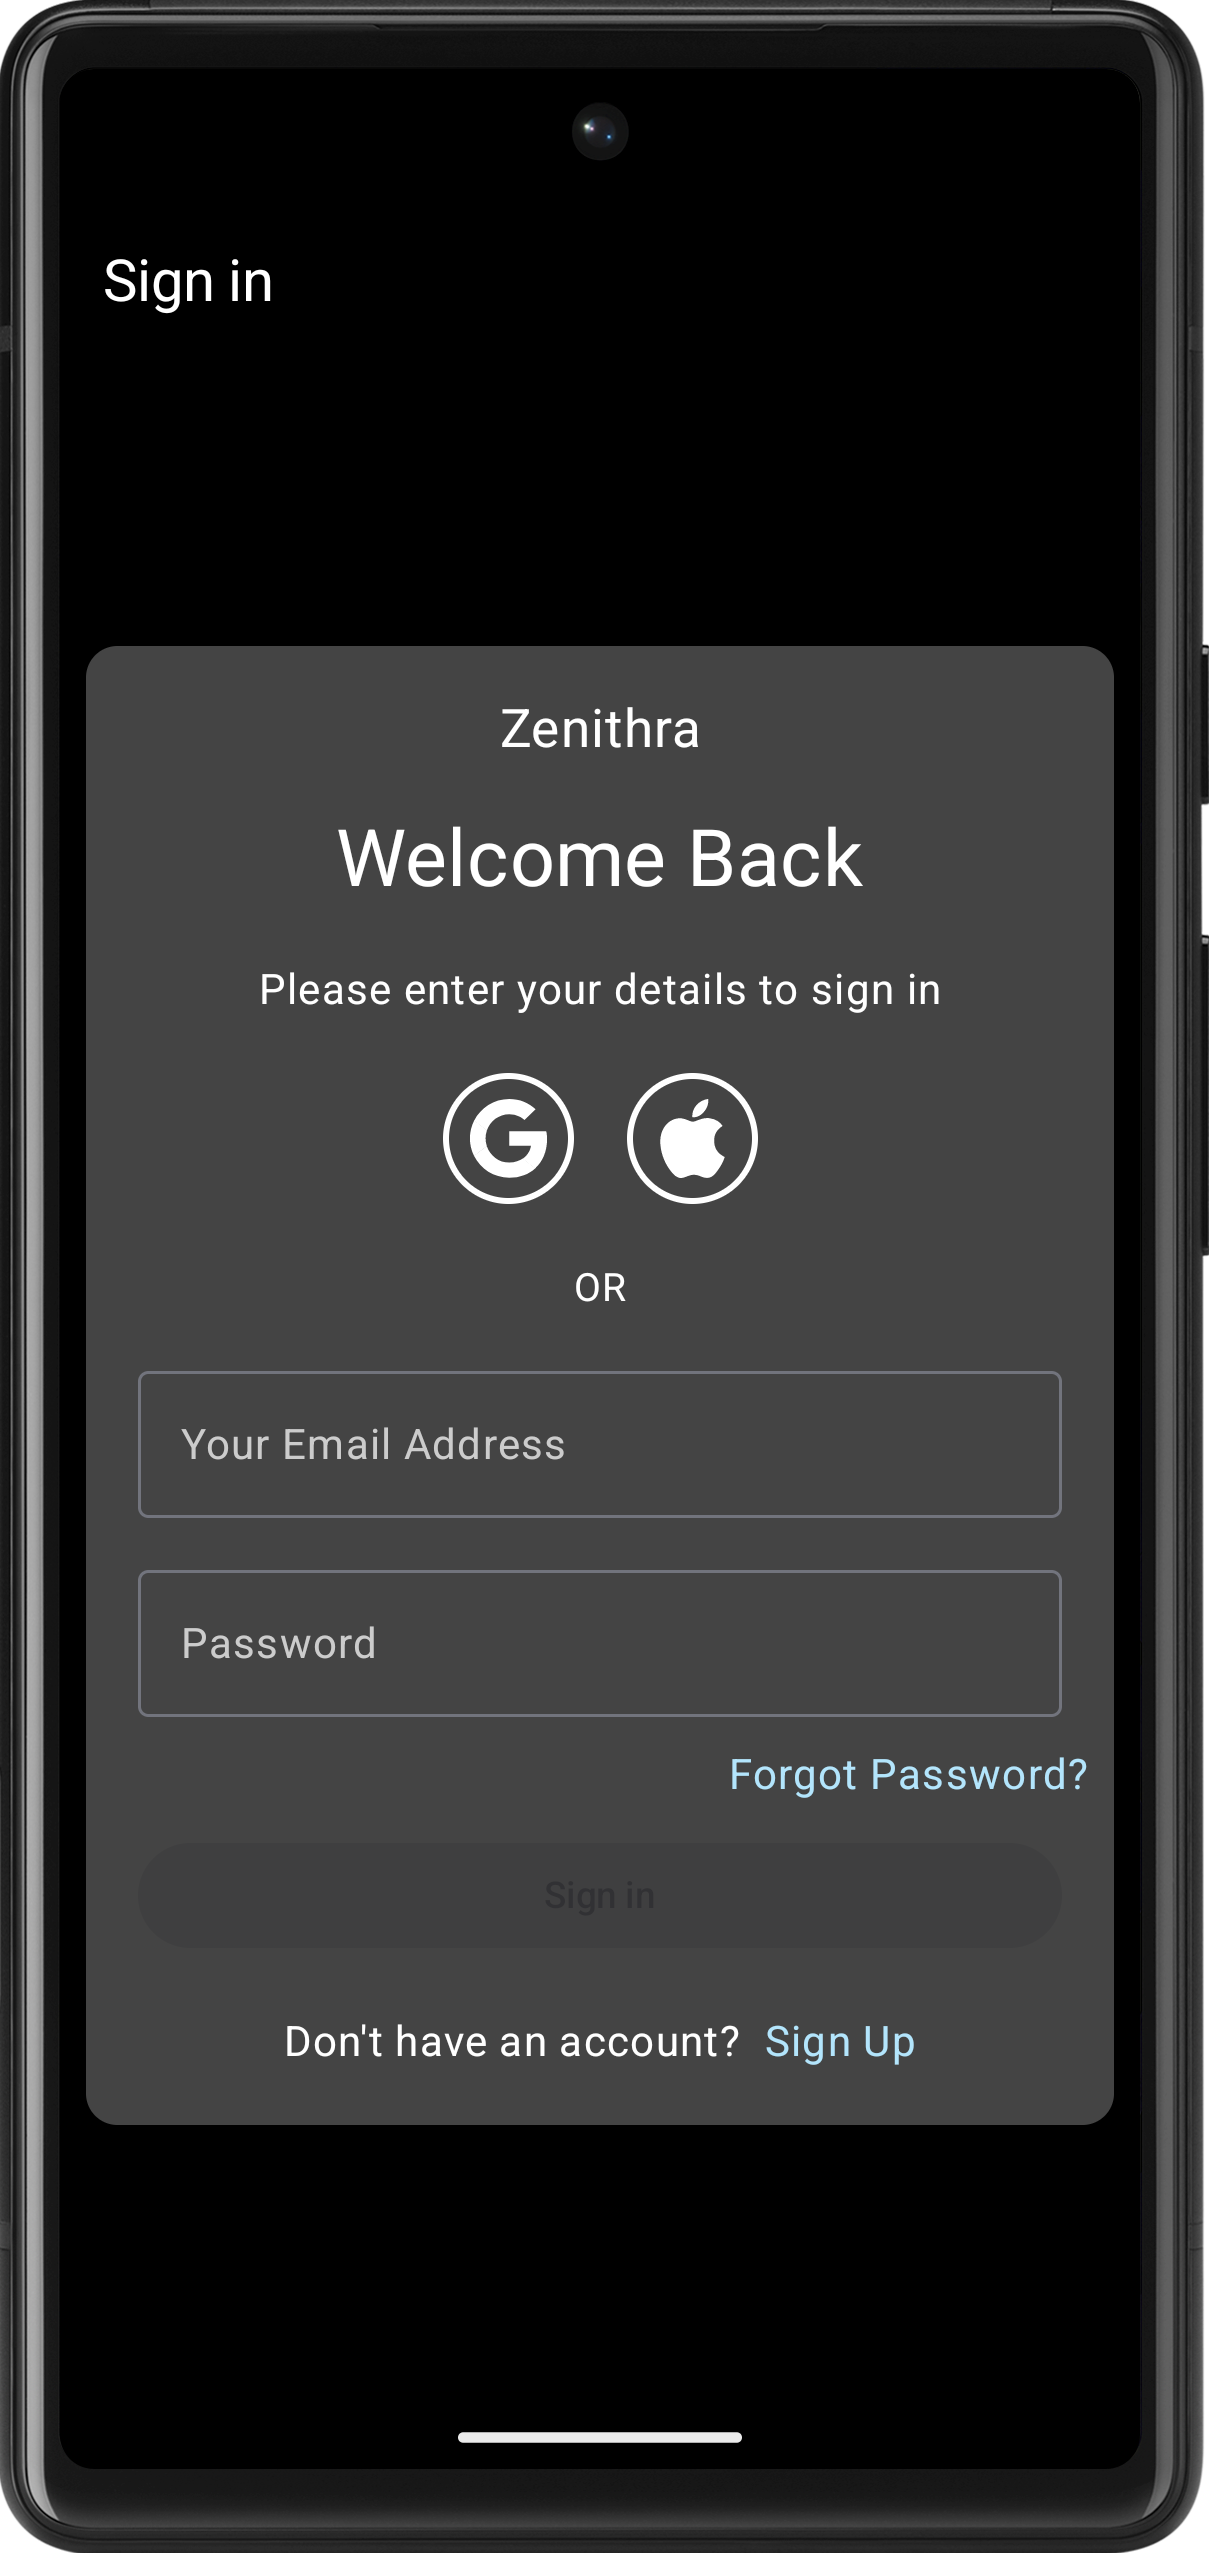 Sign in
Zenithra
Welcome Back
Please enter your details to sign in
G
OR
Your Email Address
Password
Forgot Password?
Sign in
Don't have an account? Sign Up